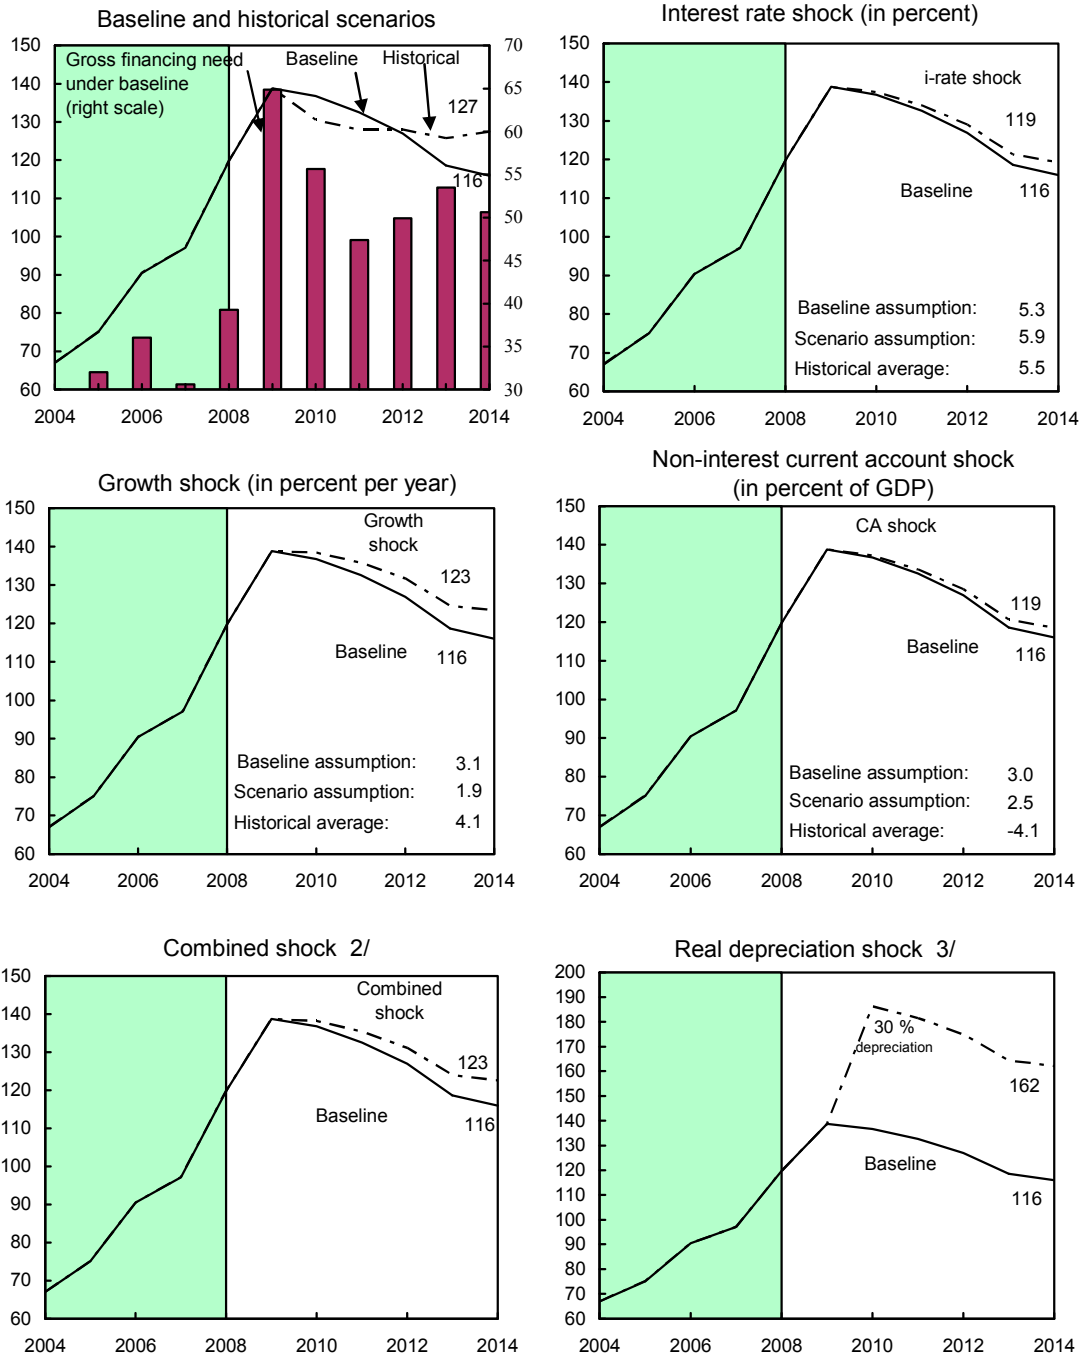 Baseline and historical scenarios
150
140
130
120
110
100
90
80
70
60
70
65
60
55
50
45
40
35
30
Gross financing need
under baseline
(right scale)
Baseline
Historical
127
116
2004 2006 2008 2010 2012 2014
Interest rate shock (in percent)
150
140
130
120
110
100
90
80
70
60
i-rate shock
119
116
Baseline
Baseline assumption: 5.3
Scenario assumption: 5.9
Historical average: 5.5
2004 2006 2008 2010 2012 2014
Growth shock (in percent per year)
150
140
130
120
110
100
90
80
70
60
Growth
shock
123
Baseline
116
Baseline assumption: 3.1
Scenario assumption: 1.9
Historical average: 4.1
2004 2006 2008 2010 2012 2014
Non-interest current account shock
(in percent of GDP)
150
140
130
120
110
100
90
80
70
60
CA shock
119
Baseline
116
Baseline assumption: 3.0
Scenario assumption: 2.5
Historical average: -4.1
2004 2006 2008 2010 2012 2014
Combined shock 2/
150
140
130
120
110
100
90
80
70
60
Combined
shock
123
Baseline
116
2004 2006 2008 2010 2012 2014
Real depreciation shock 3/
200
190
180
170
160
150
140
130
120
110
100
90
80
70
60
30 %
depreciation
162
Baseline
116
2004 2006 2008 2010 2012 2014